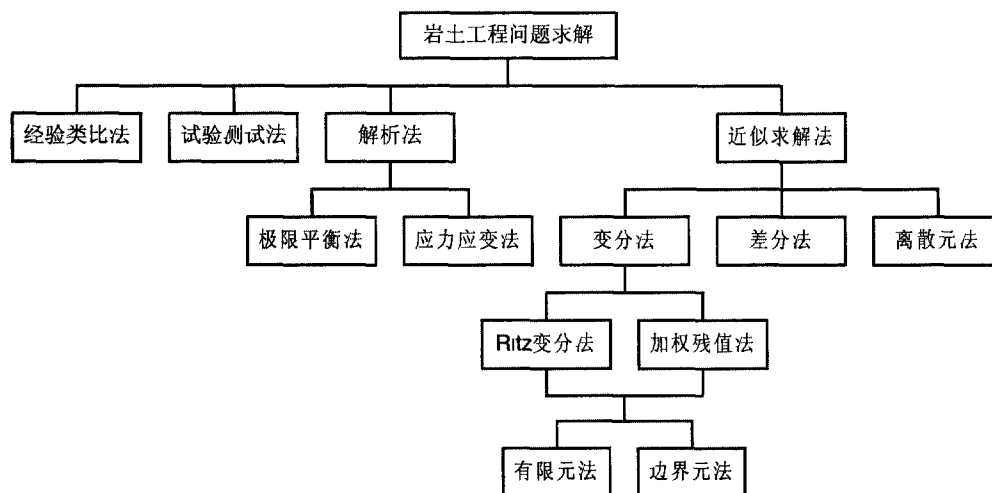 岩土工程问题求解
经验类比法
试验测试法
解析法
近似求解法
极限平衡法
应力应变法
变分法
差分法
离散元法
Ritz变分法
加权残值法
有限元法
边界元法